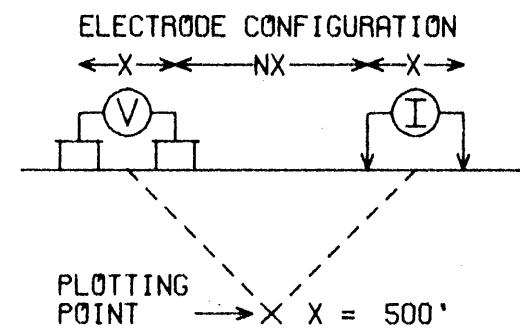 ELECTRODE CONFIGURATION
X NX X
V I
PLOTTING
POINT X = 500'